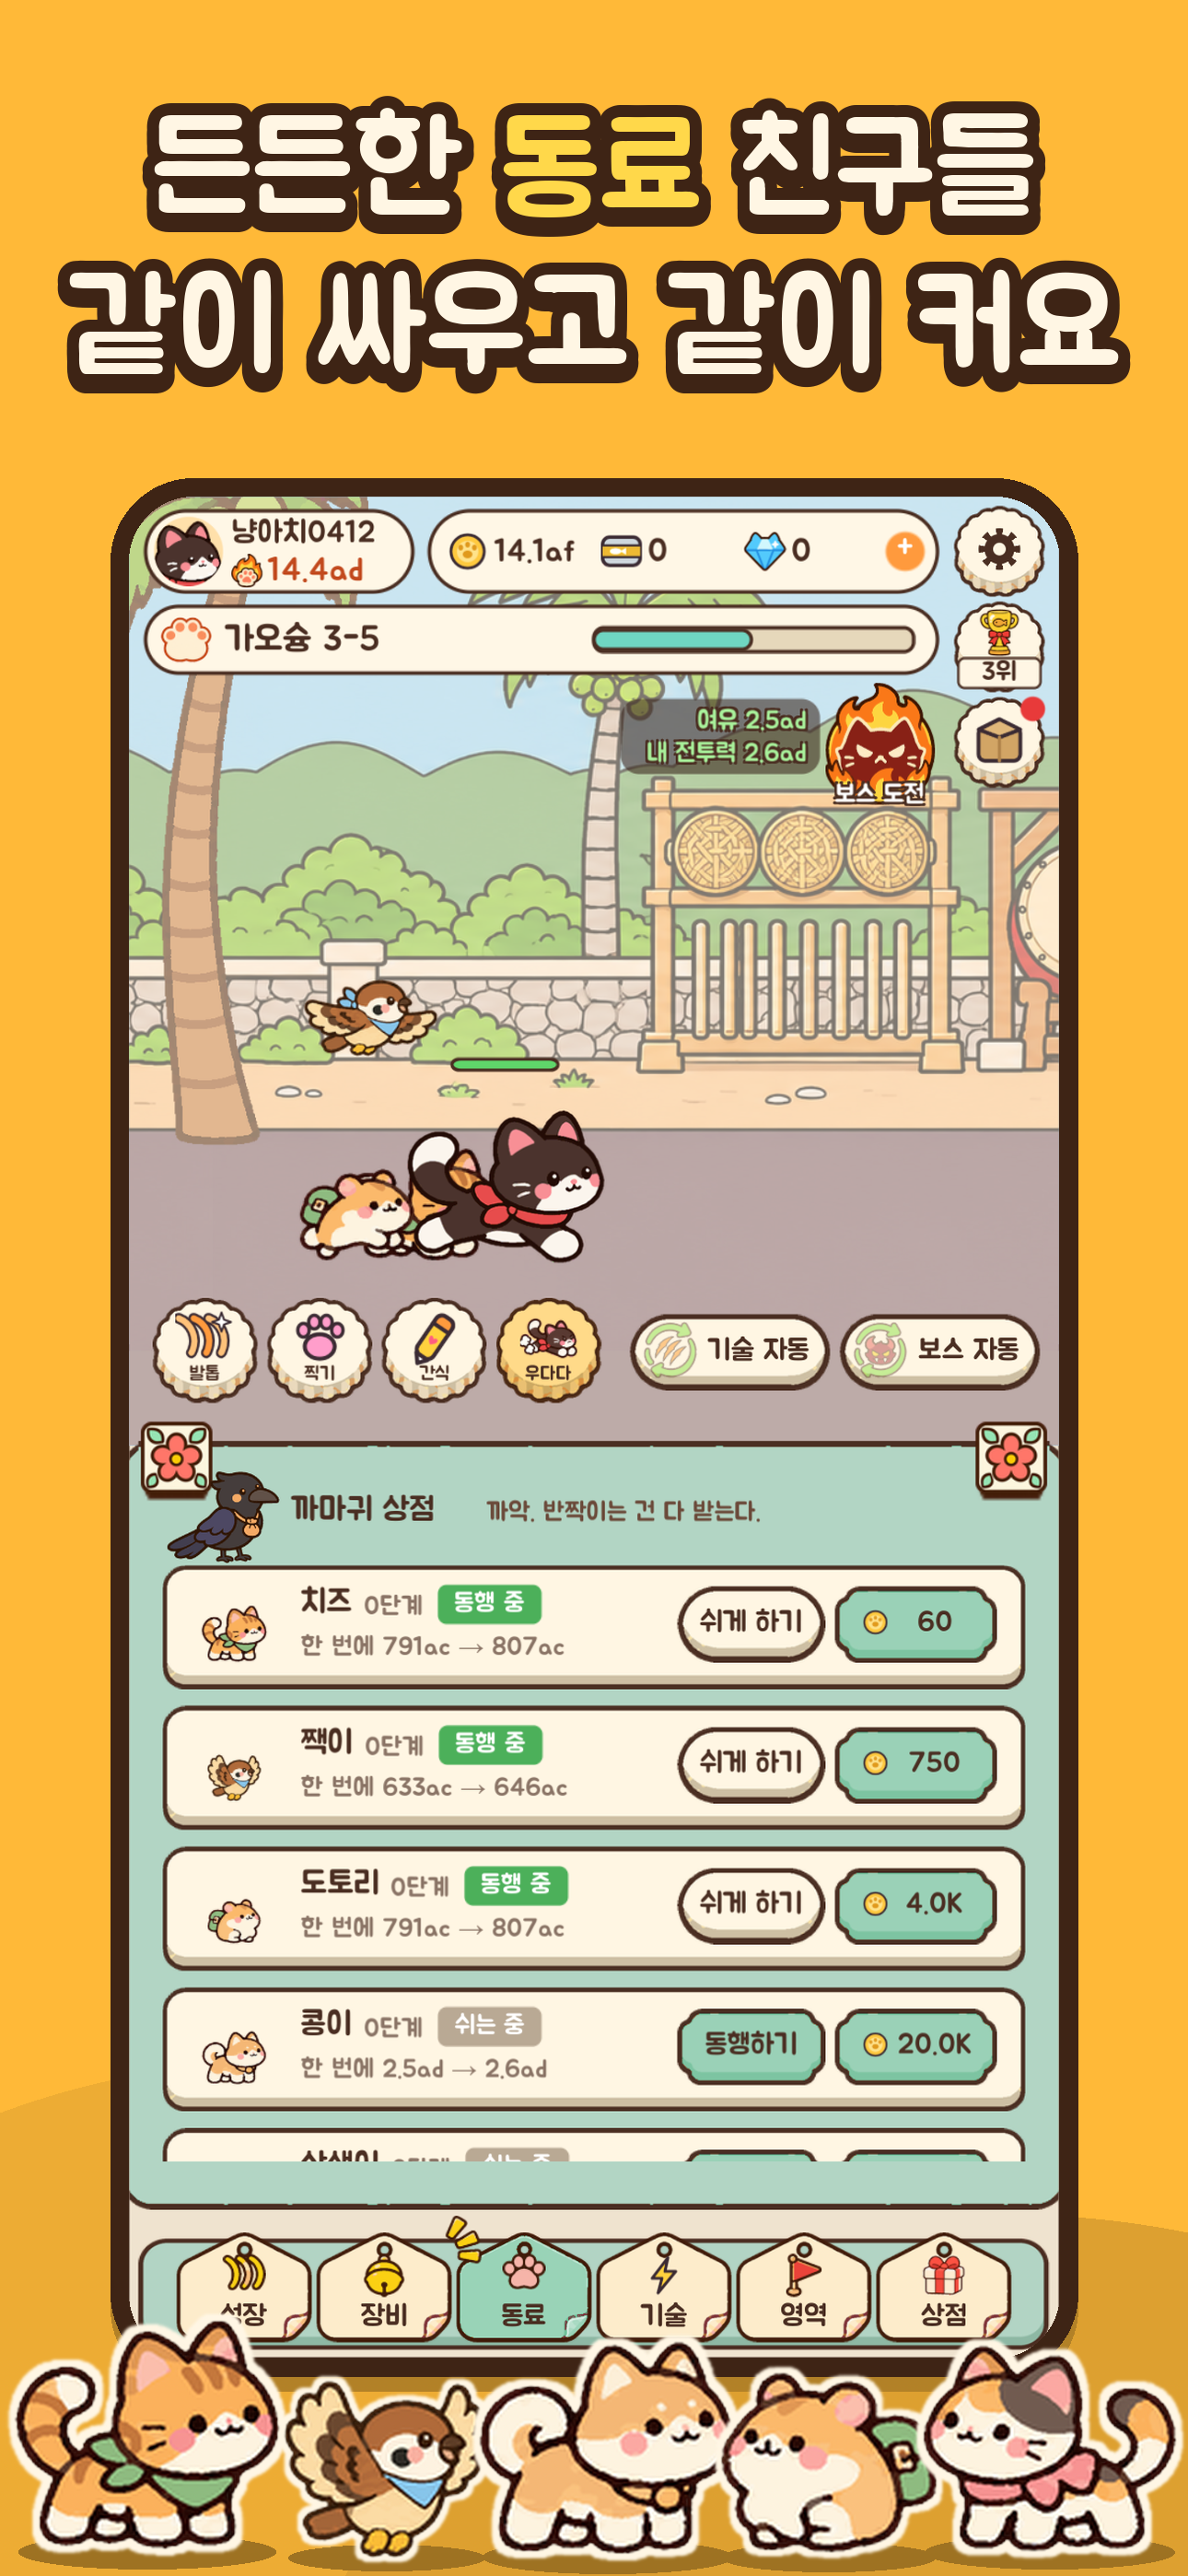 든든한 동료 친구들
같이 싸우고 같이 커요
냥아치0412
14.4ad
14.1af 0 0
가오슝 3-5
3위
여유 2.5ad
내 전투력 2.6ad
보스 도전
발톱 찍기 간식 우다다 기술 자동 보스 자동
까마귀 상점 까악. 반짝이는 건 다 받는다.
치즈 0단계 동행 중
한 번에 791ac → 807ac
쉬게 하기 60
짹이 0단계 동행 중
한 번에 633ac → 646ac
쉬게 하기 750
도토리 0단계 동행 중
한 번에 791ac → 807ac
쉬게 하기 4.0K
콩이 0단계 쉬는 중
한 번에 2.5ad → 2.6ad
동행하기 20.0K
성장 장비 동료 기술 영역 상점